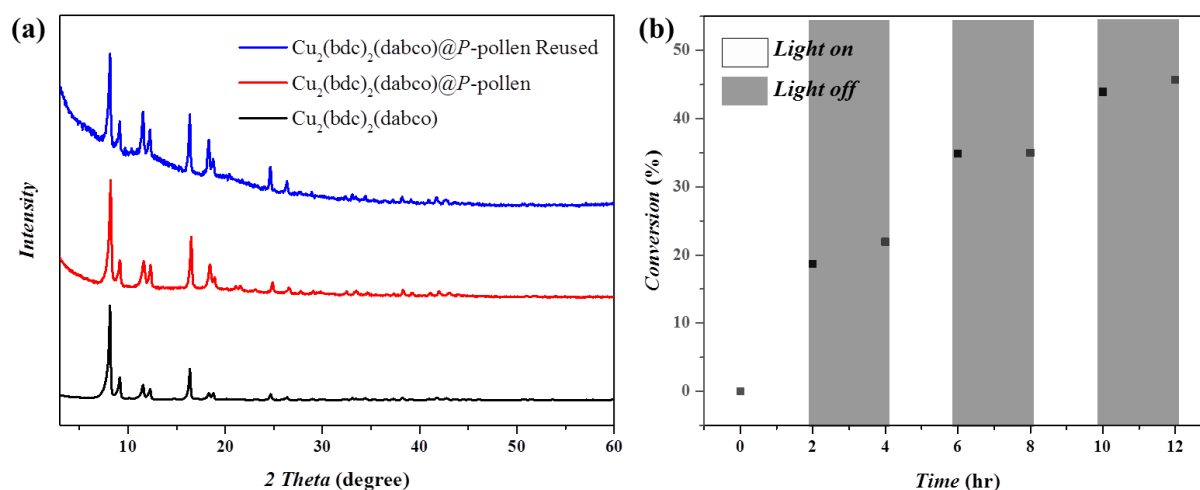 (a)
Cu₂(bdc)₂(dabco)@P-pollen Reused
Cu₂(bdc)₂(dabco)@P-pollen
Cu₂(bdc)₂(dabco)
Intensity
10 20 30 40 50 60
2 Theta (degree)
(b)
Light on
Light off
Conversion (%)
50
40
30
20
10
0
0 2 4 6 8 10 12
Time (hr)